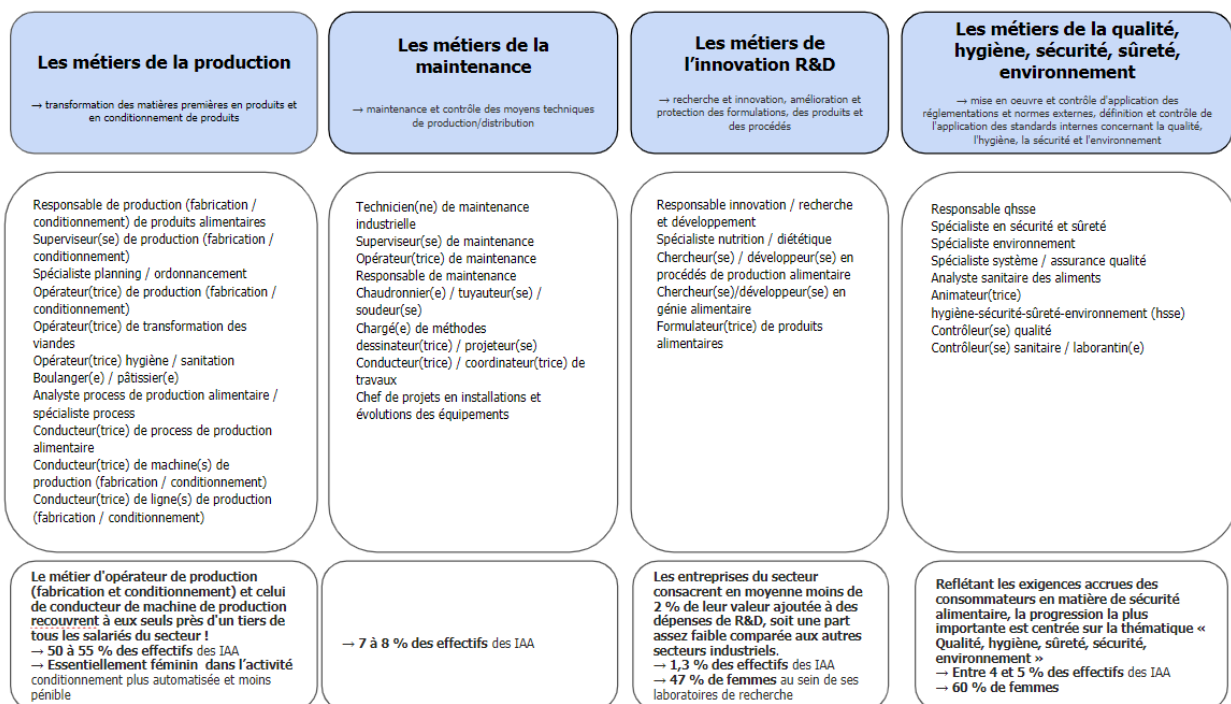 Les métiers de la production
→ transformation des matières premières en produits et
en conditionnement de produits
Responsable de production (fabrication /
conditionnement) de produits alimentaires
Superviseur(se) de production (fabrication /
conditionnement)
Spécialiste planning / ordonnancement
Opérateur(trice) de production (fabrication /
conditionnement)
Opérateur(trice) de transformation des
viandes
Opérateur(trice) hygiène / sanitation
Boulanger(e) / pâtissier(e)
Analyste process de production alimentaire /
spécialiste process
Conducteur(trice) de process de production
alimentaire
Conducteur(trice) de machine(s) de
production (fabrication / conditionnement)
Conducteur(trice) de ligne(s) de production
(fabrication / conditionnement)
Le métier d'opérateur de production
(fabrication et conditionnement) et celui
de conducteur de machine de production
recouvrent à eux seuls près d'un tiers de
tous les salariés du secteur !
→ 50 à 55 % des effectifs des IAA
→ Essentiellement féminin dans l'activité
conditionnement plus automatisée et moins
pénible
Les métiers de la
maintenance
→ maintenance et contrôle des moyens techniques
de production/distribution
Technicien(ne) de maintenance
industrielle
Superviseur(se) de maintenance
Opérateur(trice) de maintenance
Responsable de maintenance
Chaudronnier(e) / tuyauteur(se) /
soudeur(se)
Chargé(e) de méthodes
dessinateur(trice) / projeteur(se)
Conducteur(trice) / coordinateur(trice) de
travaux
Chef de projets en installations et
évolutions des équipements
→ 7 à 8 % des effectifs des IAA
Les métiers de
l'innovation R&D
→ recherche et innovation, amélioration et
protection des formulations, des produits et
des procédés
Responsable innovation / recherche
et développement
Spécialiste nutrition / diététique
Chercheur(se) / développeur(se) en
procédés de production alimentaire
Chercheur(se)/développeur(se) en
génie alimentaire
Formulateur(trice) de produits
alimentaires
Les entreprises du secteur
consacrent en moyenne moins de
2 % de leur valeur ajoutée à des
dépenses de R&D, soit une part
assez faible comparée aux autres
secteurs industriels.
→ 1,3 % des effectifs des IAA
→ 47 % de femmes au sein de ses
laboratoires de recherche
Les métiers de la qualité,
hygiène, sécurité, sûreté,
environnement
→ mise en oeuvre et contrôle d'application des
réglementations et normes externes, définition et contrôle de
l'application des standards internes concernant la qualité,
l'hygiène, la sécurité et l'environnement
Responsable qhsse
Spécialiste en sécurité et sûreté
Spécialiste environnement
Spécialiste système / assurance qualité
Analyste sanitaire des aliments
Animateur(trice)
hygiène-sécurité-sûreté-environnement (hsse)
Contrôleur(se) qualité
Contrôleur(se) sanitaire / laborantin(e)
Reflétant les exigences accrues des
consommateurs en matière de sécurité
alimentaire, la progression la plus
importante est centrée sur la thématique «
Qualité, hygiène, sûreté, sécurité,
environnement »
→ Entre 4 et 5 % des effectifs des IAA
→ 60 % de femmes